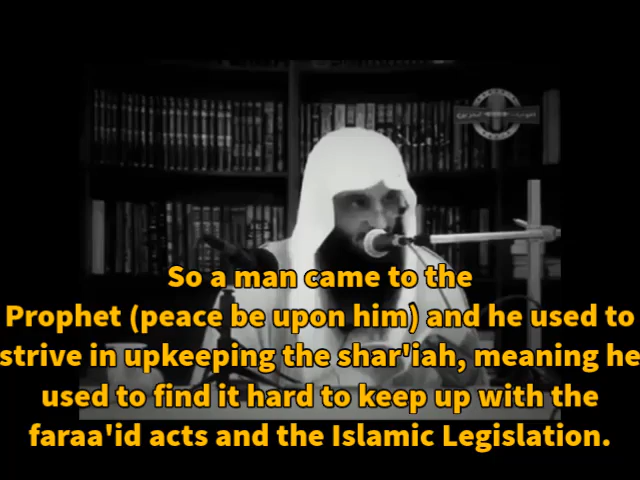 So a man came to the
Prophet (peace be upon him) and he used to
strive in upkeeping the shar'iah, meaning he
used to find it hard to keep up with the
faraa'id acts and the Islamic Legislation.